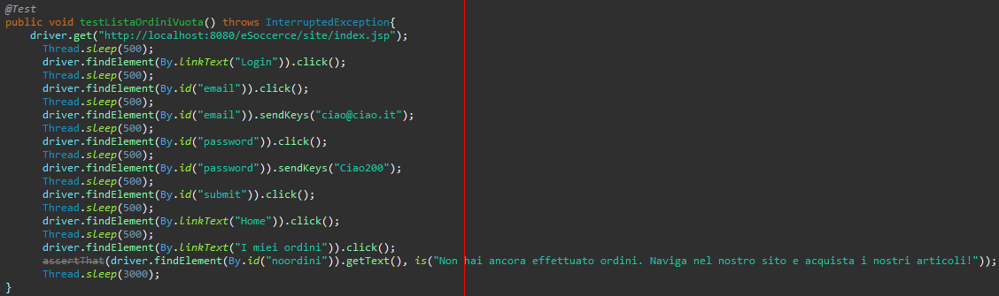 @Test
public void testListaOrdiniVuota() throws InterruptedException{
driver.get("http://localhost:8080/eSoccerce/site/index.jsp");
Thread.sleep(500);
driver.findElement(By.linkText("Login")).click();
Thread.sleep(500);
driver.findElement(By.id("email")).click();
Thread.sleep(500);
driver.findElement(By.id("email")).sendKeys("ciao@ciao.it");
Thread.sleep(500);
driver.findElement(By.id("password")).click();
Thread.sleep(500);
driver.findElement(By.id("password")).sendKeys("Ciao200");
Thread.sleep(500);
driver.findElement(By.id("submit")).click();
Thread.sleep(500);
driver.findElement(By.linkText("Home")).click();
Thread.sleep(500);
driver.findElement(By.linkText("I miei ordini")).click();
assertThat(driver.findElement(By.id("noordini")).getText(), is("Non hai ancora effettuato ordini. Naviga nel nostro sito e acquista i nostri articoli!"));
Thread.sleep(3000);
}